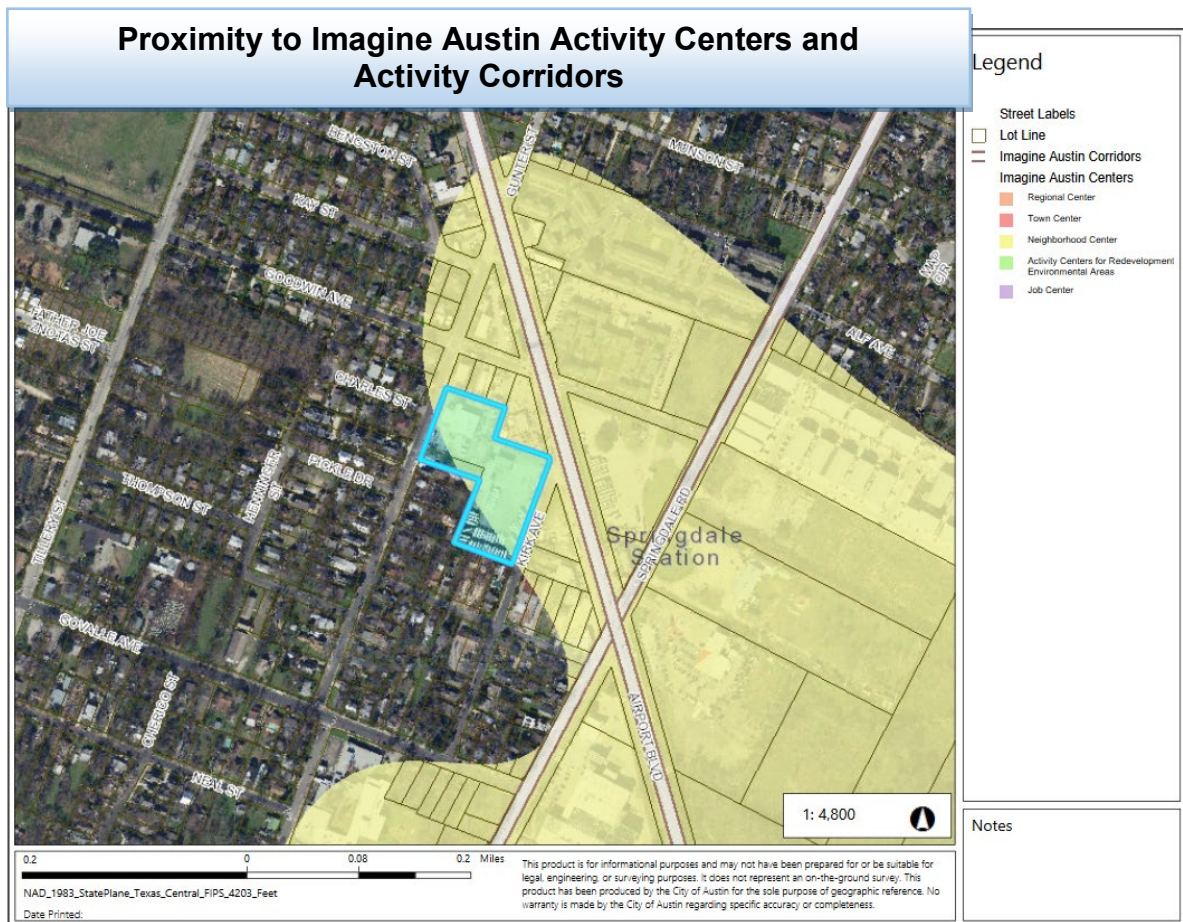 Proximity to Imagine Austin Activity Centers and
Activity Corridors
Legend
Street Labels
Lot Line
Imagine Austin Corridors
Imagine Austin Centers
Regional Center
Town Center
Neighborhood Center
Activity Centers for Redevelopment
Environmental Areas
Job Center
BENGSTON ST
GUNTER ST
MUNSON ST
KAY ST
GOODWIN AVE
FATHER JOE
ZNOTAS ST
ALF AVE
CHARLES ST
PICKLE DR
HENNINGER
ST
THOMPSON ST
TILLERY ST
KIRK AVE
Springdale
Station
SPRINGDALE RD
GOVALLE AVE
CHERICO ST
AIRPORT BLVD
NEAL ST
1: 4,800
Notes
0.2
0
0.08
0.2 Miles
NAD_1983_StatePlane_Texas_Central_FIPS_4203_Feet
Date Printed:
This product is for informational purposes and may not have been prepared for or be suitable for
legal, engineering, or surveying purposes. It does not represent an on-the-ground survey. This
product has been produced by the City of Austin for the sole purpose of geographic reference. No
warranty is made by the City of Austin regarding specific accuracy or completeness.